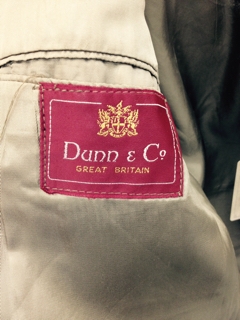 Dunn & Co
GREAT BRITAIN